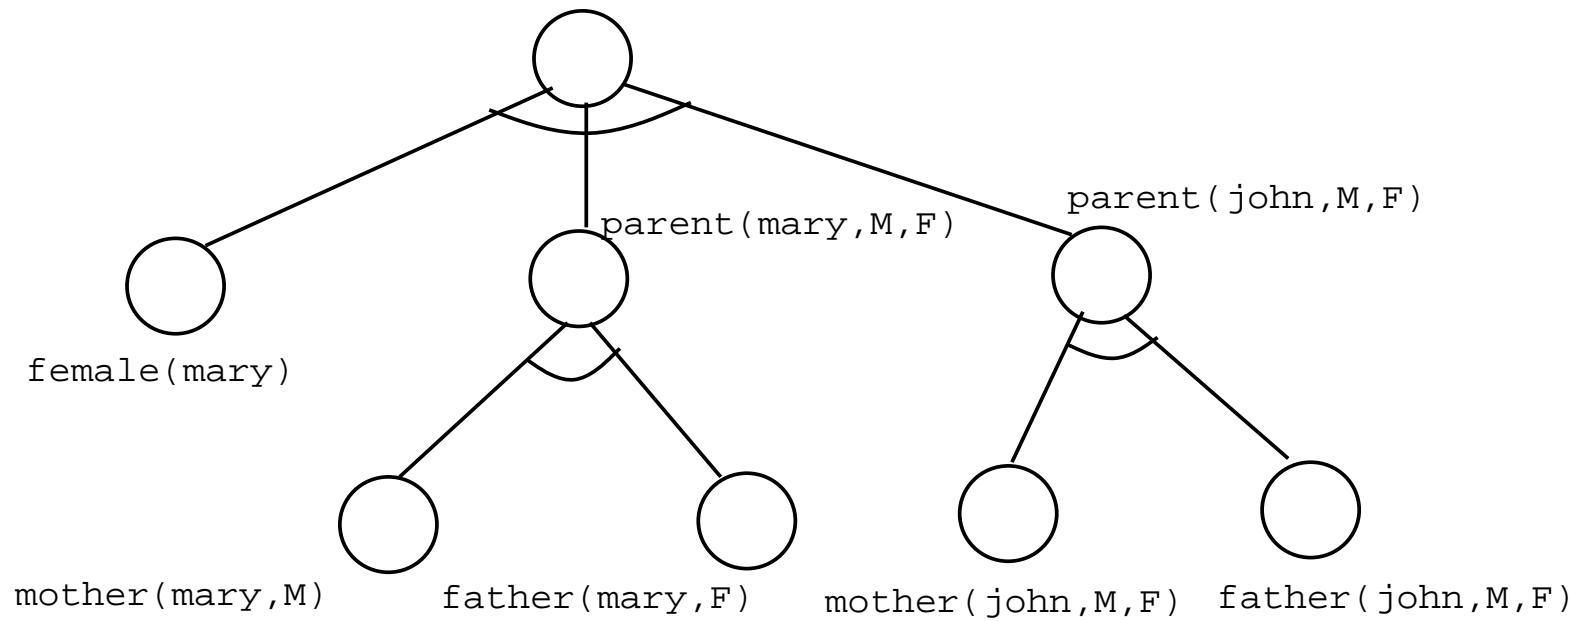 parent(john,M,F)
parent(mary,M,F)
female(mary)
mother(mary,M)
father(mary,F)
mother(john,M,F)
father(john,M,F)